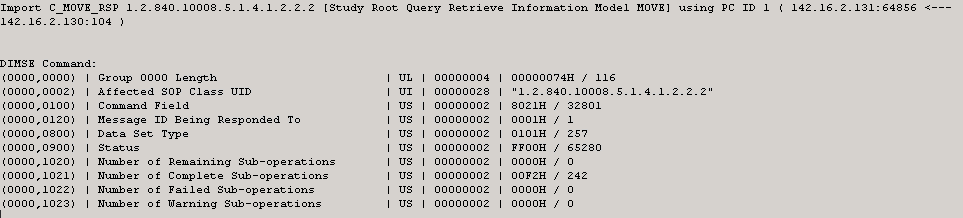 Import C_MOVE_RSP 1.2.840.10008.5.1.4.1.2.2.2 [Study Root Query Retrieve Information Model MOVE] using PC ID 1 ( 142.16.2.131:64856 <---
142.16.2.130:104 )
DIMSE Command:
(0000,0000) | Group 0000 Length | UL | 00000004 | 00000074H / 116
(0000,0002) | Affected SOP Class UID | UI | 00000028 | "1.2.840.10008.5.1.4.1.2.2.2"
(0000,0100) | Command Field | US | 00000002 | 8021H / 32801
(0000,0120) | Message ID Being Responded To | US | 00000002 | 0001H / 1
(0000,0800) | Data Set Type | US | 00000002 | 0101H / 257
(0000,0900) | Status | US | 00000002 | FF00H / 65280
(0000,1020) | Number of Remaining Sub-operations | US | 00000002 | 0000H / 0
(0000,1021) | Number of Complete Sub-operations | US | 00000002 | 00F2H / 242
(0000,1022) | Number of Failed Sub-operations | US | 00000002 | 0000H / 0
(0000,1023) | Number of Warning Sub-operations | US | 00000002 | 0000H / 0